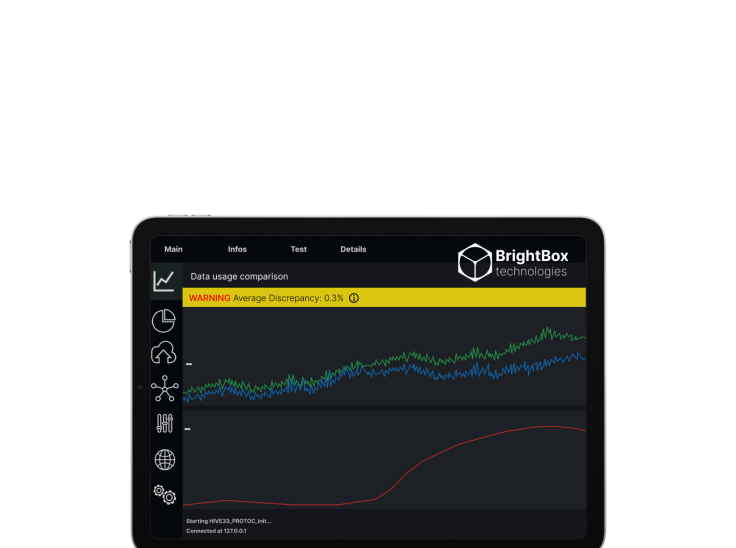 Main Infos Test Details
BrightBox
technologies
Data usage comparison
WARNING Average Discrepancy: 0.3%
Starting HIVE33_PROTOC_init...
Connected at 127.0.0.1